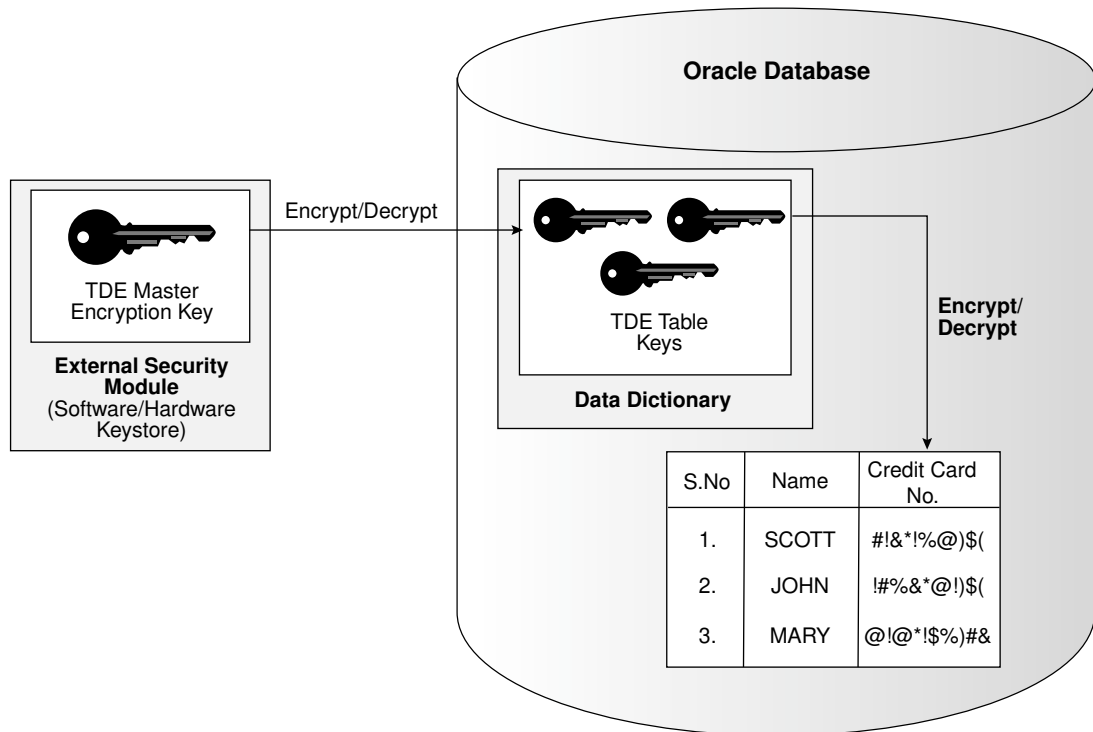 Oracle Database
Encrypt/Decrypt
TDE Master
Encryption Key
External Security
Module
(Software/Hardware
Keystore)
TDE Table
Keys
Data Dictionary
Encrypt/
Decrypt
S.No Name Credit Card
No.
1. SCOTT #!&*!%@)$(
2. JOHN !#%&*@!)$(
3. MARY @!@*!$%)#&